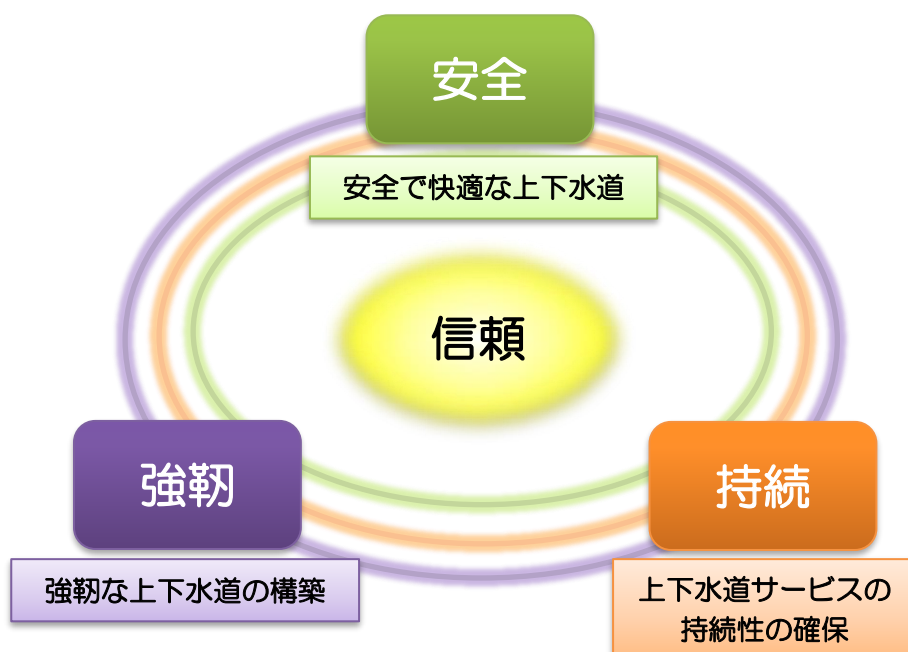 安全
安全で快適な上下水道
信頼
強靭
強靭な上下水道の構築
持続
上下水道サービスの
持続性の確保